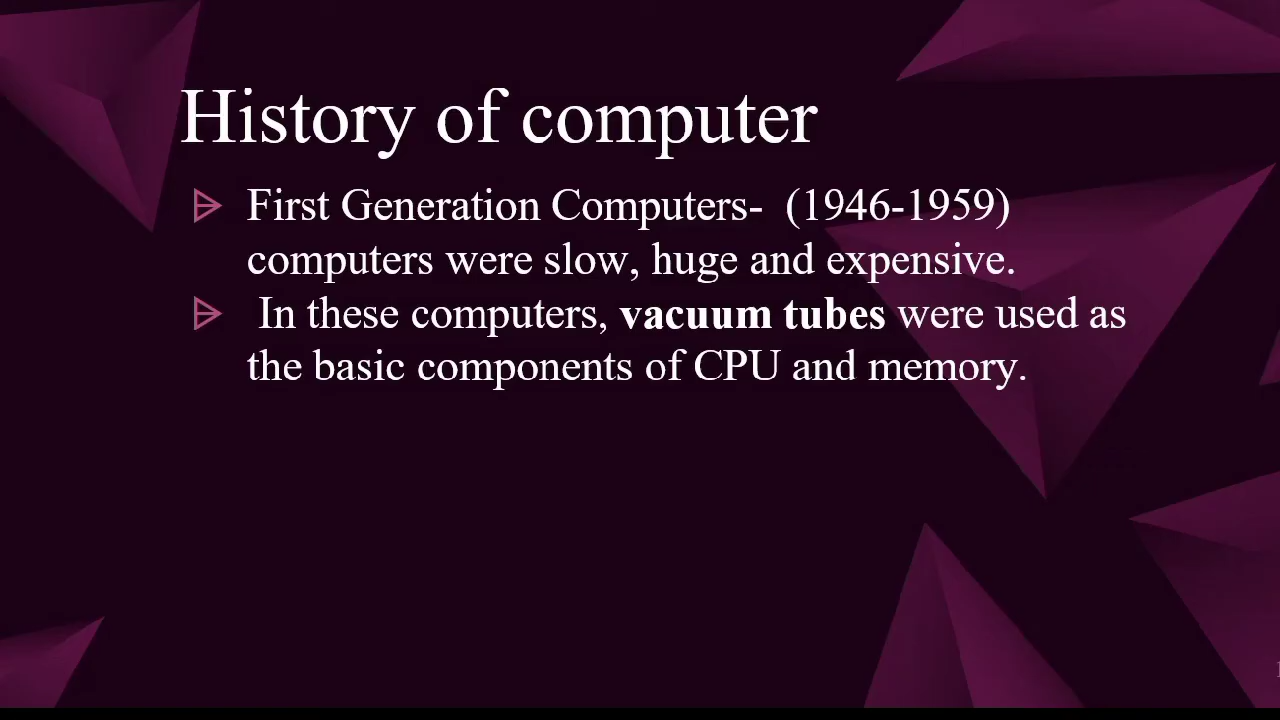 History of computer
First Generation Computers- (1946-1959)
computers were slow, huge and expensive.
In these computers, vacuum tubes were used as
the basic components of CPU and memory.